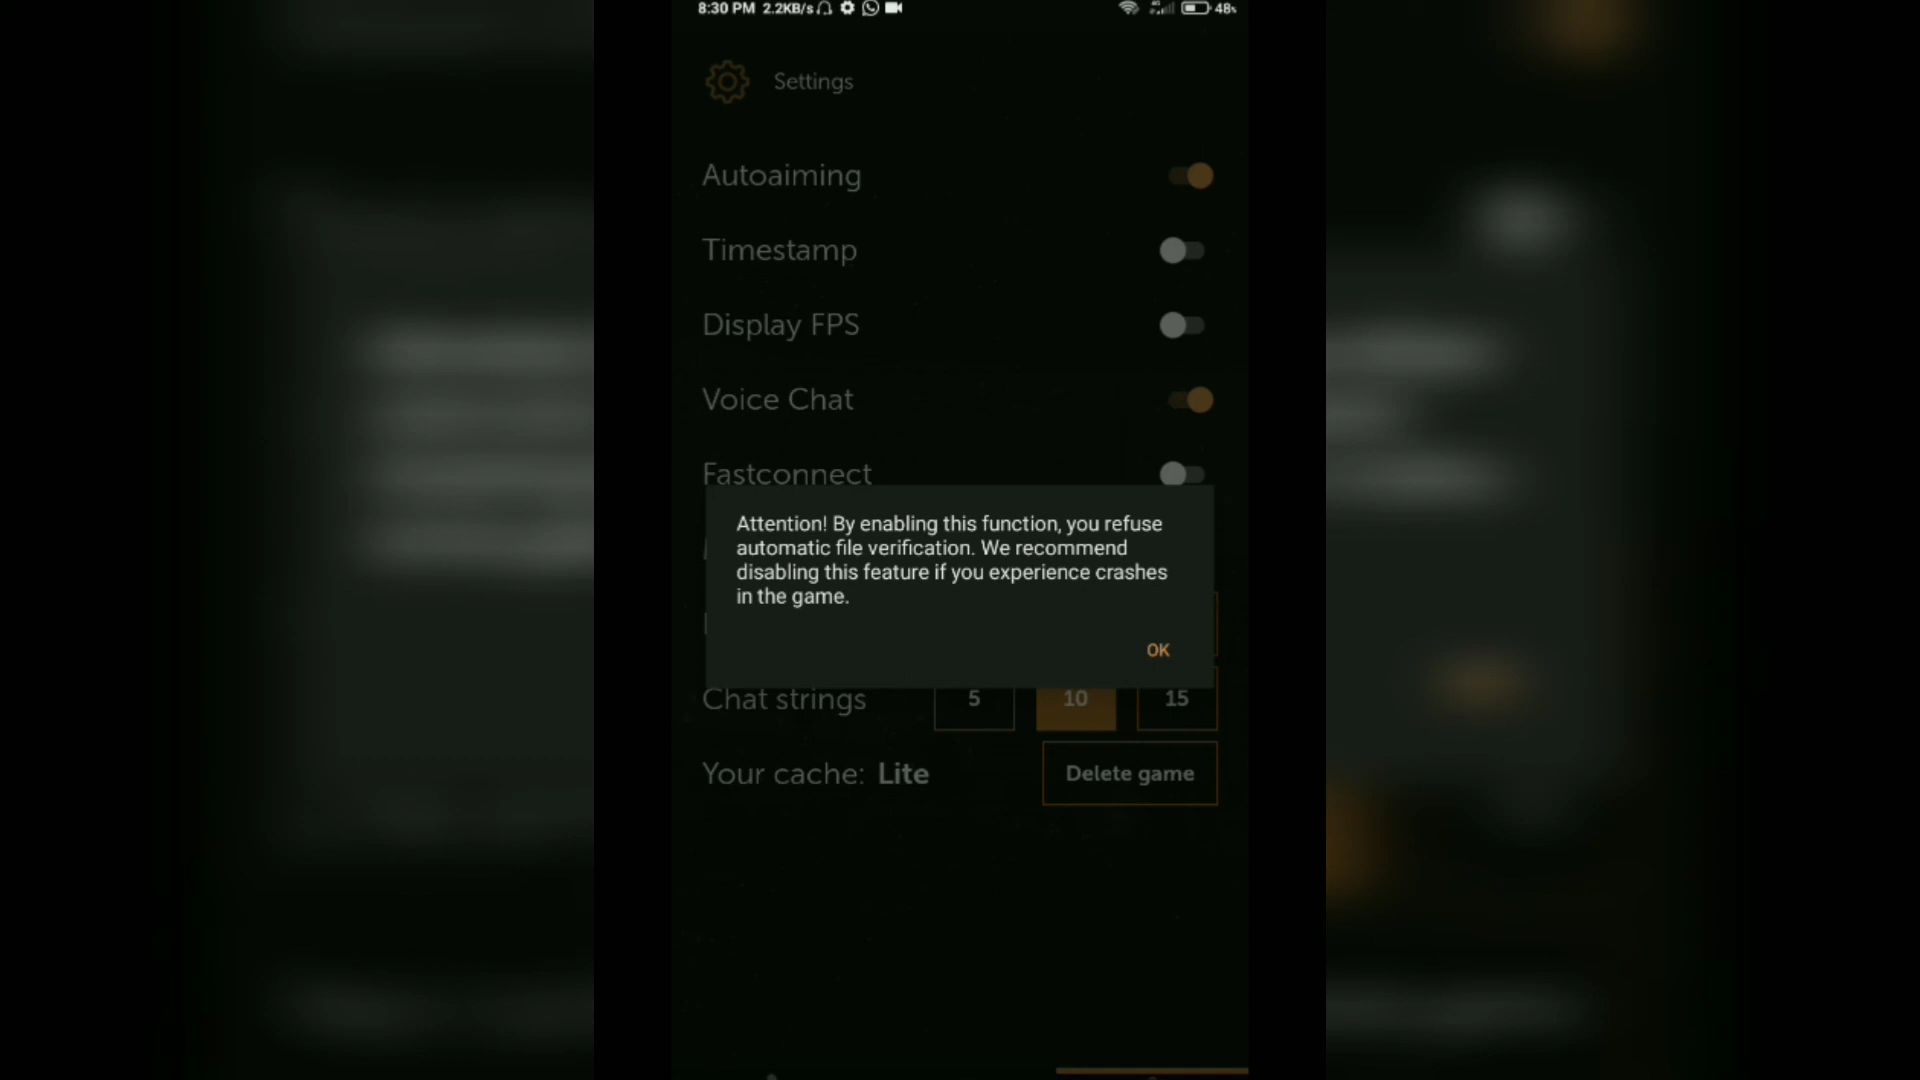 8:30 PM 2.2KB/s 4G 48%
Settings
Autoaiming
Timestamp
Display FPS
Voice Chat
Fastconnect
Attention! By enabling this function, you refuse
automatic file verification. We recommend
disabling this feature if you experience crashes
in the game.
OK
Chat strings 5 10 15
Your cache: Lite Delete game